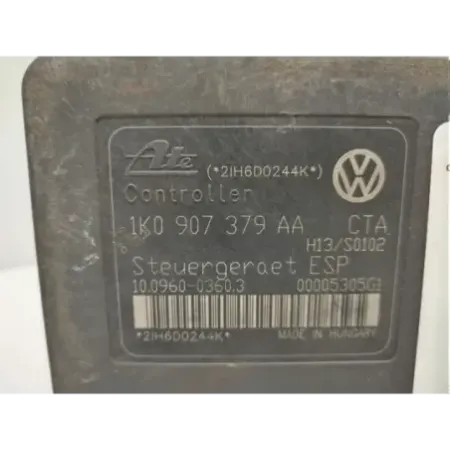 Ate (*2IH6D0244K*)
Controller
1K0 907 379 AA CTA
H13/S0102
Steuergeraet ESP
10.0960-0360.3 00005305G1
*2IH6D0244K* MADE IN HUNGARY